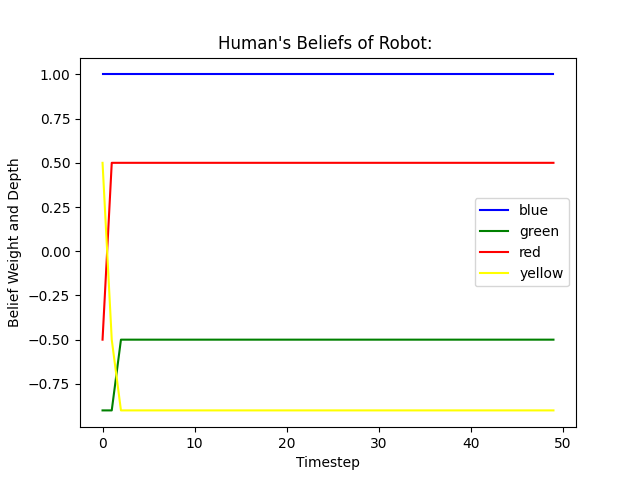 Human's Beliefs of Robot:
1.00
0.75
0.50
0.25
0.00
−0.25
−0.50
−0.75
Belief Weight and Depth
blue
green
red
yellow
0 10 20 30 40 50
Timestep